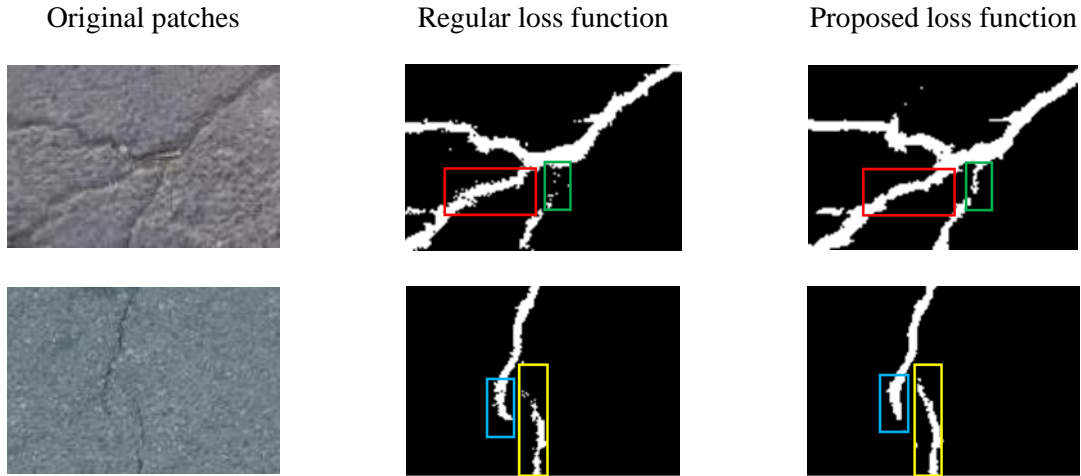 Original patches
Regular loss function
Proposed loss function